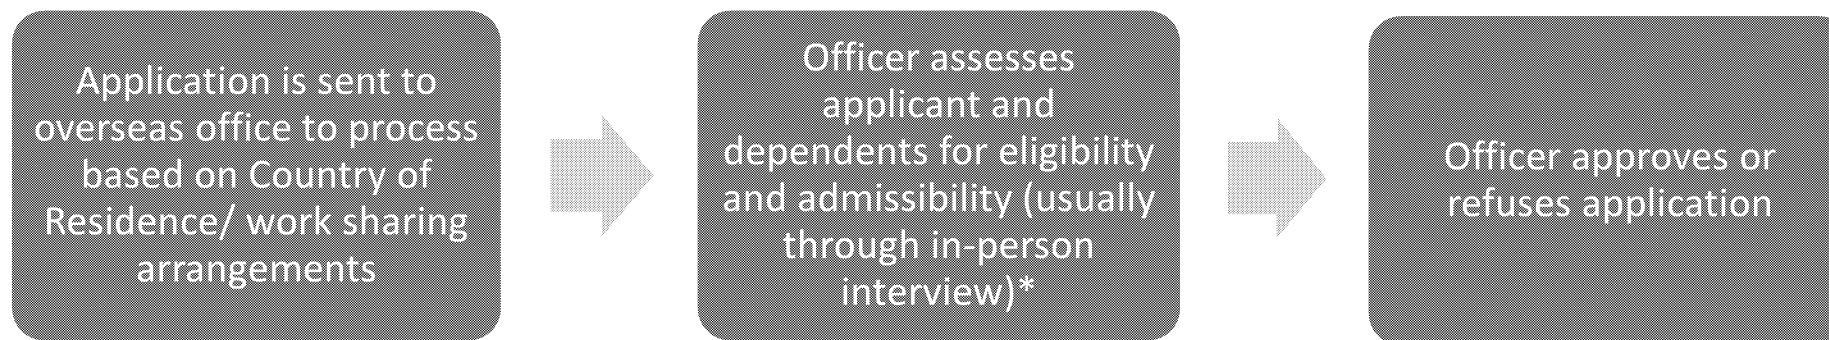 Application is sent to
overseas office to process
based on Country of
Residence/ work sharing
arrangements
Officer assesses
applicant and
dependents for eligibility
and admissibility (usually
through in-person
interview)*
Officer approves or
refuses application